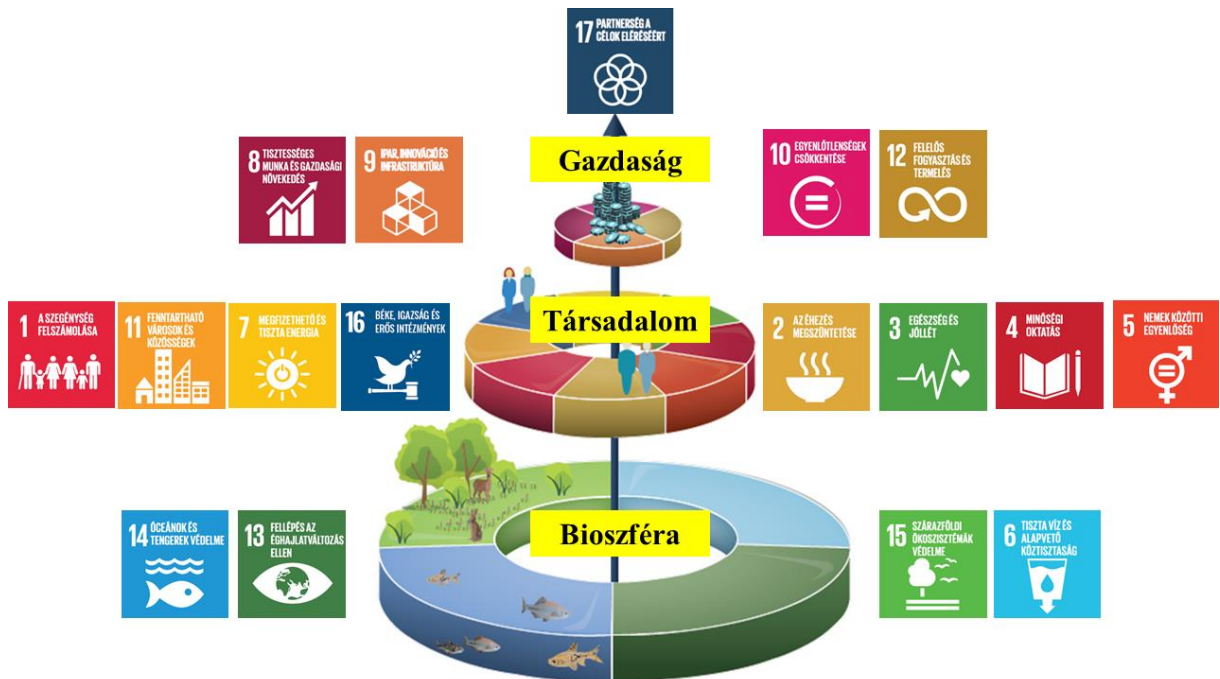 17 PARTNERSÉG A
CÉLOK ELÉRÉSÉÉRT
8 TISZTESSÉGES
MUNKA ÉS GAZDASÁGI
NÖVEKEDÉS
9 IPAR, INNOVÁCIÓ ÉS
INFRASTRUKTÚRA
Gazdaság
10 EGYENLŐTLENSÉGEK
CSÖKKENTÉSE
12 FELELŐS
FOGYASZTÁS ÉS
TERMELÉS
1 A SZEGÉNYSÉG
FELSZÁMOLÁSA
11 FENNTARTHATÓ
VÁROSOK ÉS
KÖZÖSSÉGEK
7 MEGFIZETHETŐ ÉS
TISZTA ENERGIA
16 BÉKE, IGAZSÁG ÉS
ERŐS INTÉZMÉNYEK
Társadalom
2 AZ ÉHEZÉS
MEGSZÜNTETÉSE
3 EGÉSZSÉG ÉS
JÓLLÉT
4 MINŐSÉGI
OKTATÁS
5 NEMEK KÖZÖTTI
EGYENLŐSÉG
14 ÓCEÁNOK ÉS
TENGEREK VÉDELME
13 FELLÉPÉS AZ
ÉGHAJLATVÁLTOZÁS
ELLEN
Bioszféra
15 SZÁRAZFÖLDI
ÖKOSZISZTÉMÁK
VÉDELME
6 TISZTA VÍZ ÉS
ALAPVETŐ
KÖZTISZTASÁG